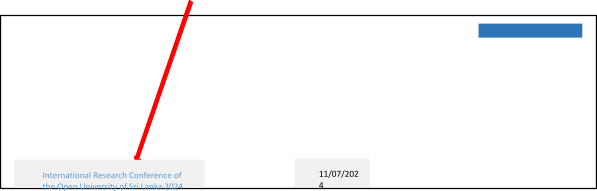 International Research Conference of
the Open University of Sri Lanka 2024
11/07/202
4